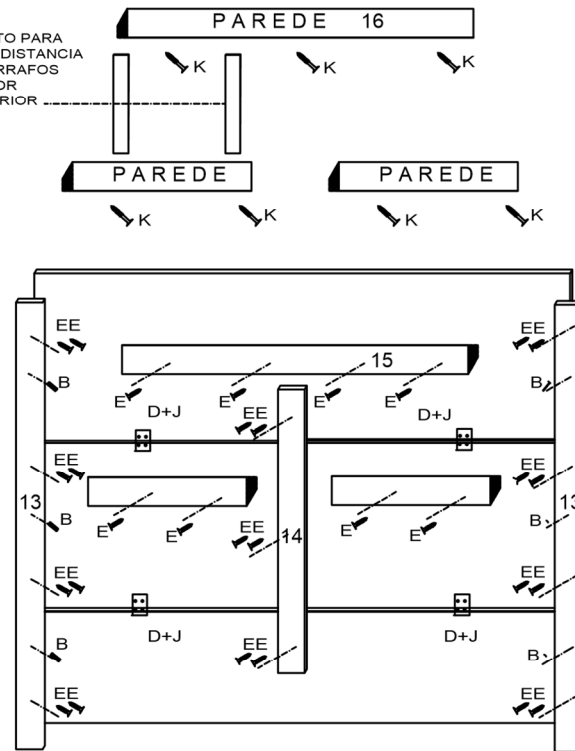 PAREDE 16
TO PARA
DISTANCIA
RRAFOS
OR
RIOR
K K K
PAREDE PAREDE
K K K K
EE EE
15
B B
E E E E
D+J EE D+J
EE EE
13 13
B E E EE 14 E E B
EE EE
D+J D+J
B EE B
EE EE